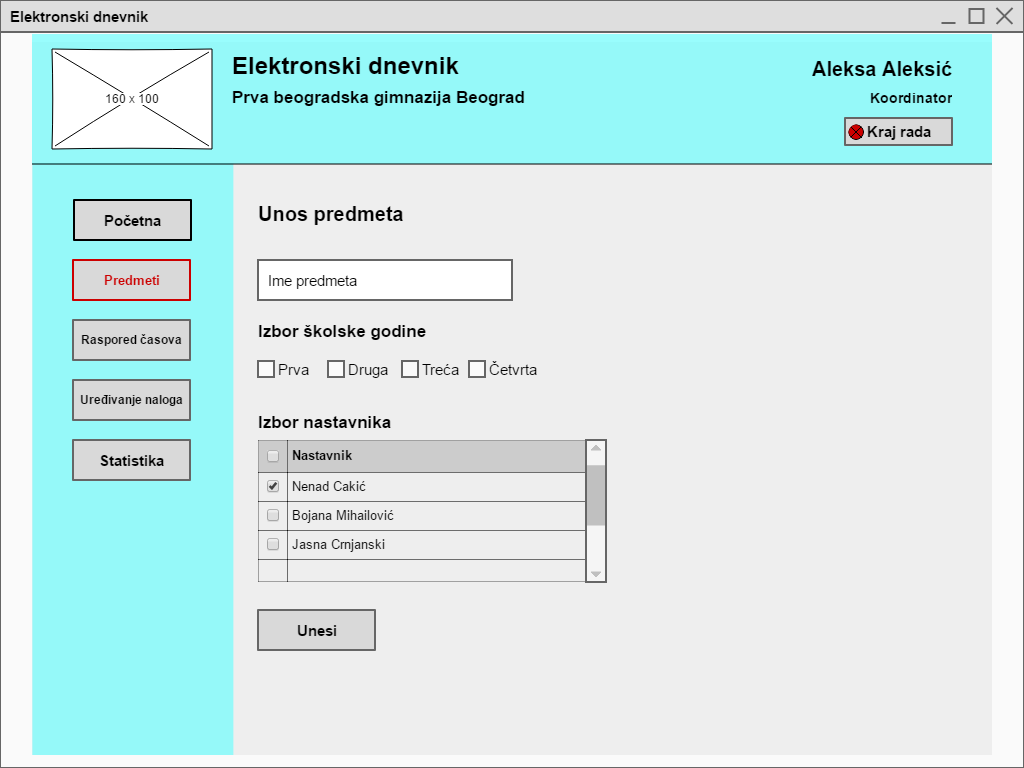 Elektronski dnevnik
160 x 100
Elektronski dnevnik
Prva beogradska gimnazija Beograd
Aleksa Aleksić
Koordinator
Kraj rada
Početna
Predmeti
Raspored časova
Uređivanje naloga
Statistika
Unos predmeta
Ime predmeta
Izbor školske godine
Prva Druga Treća Četvrta
Izbor nastavnika
Nastavnik
Nenad Cakić
Bojana Mihailović
Jasna Crnjanski
Unesi